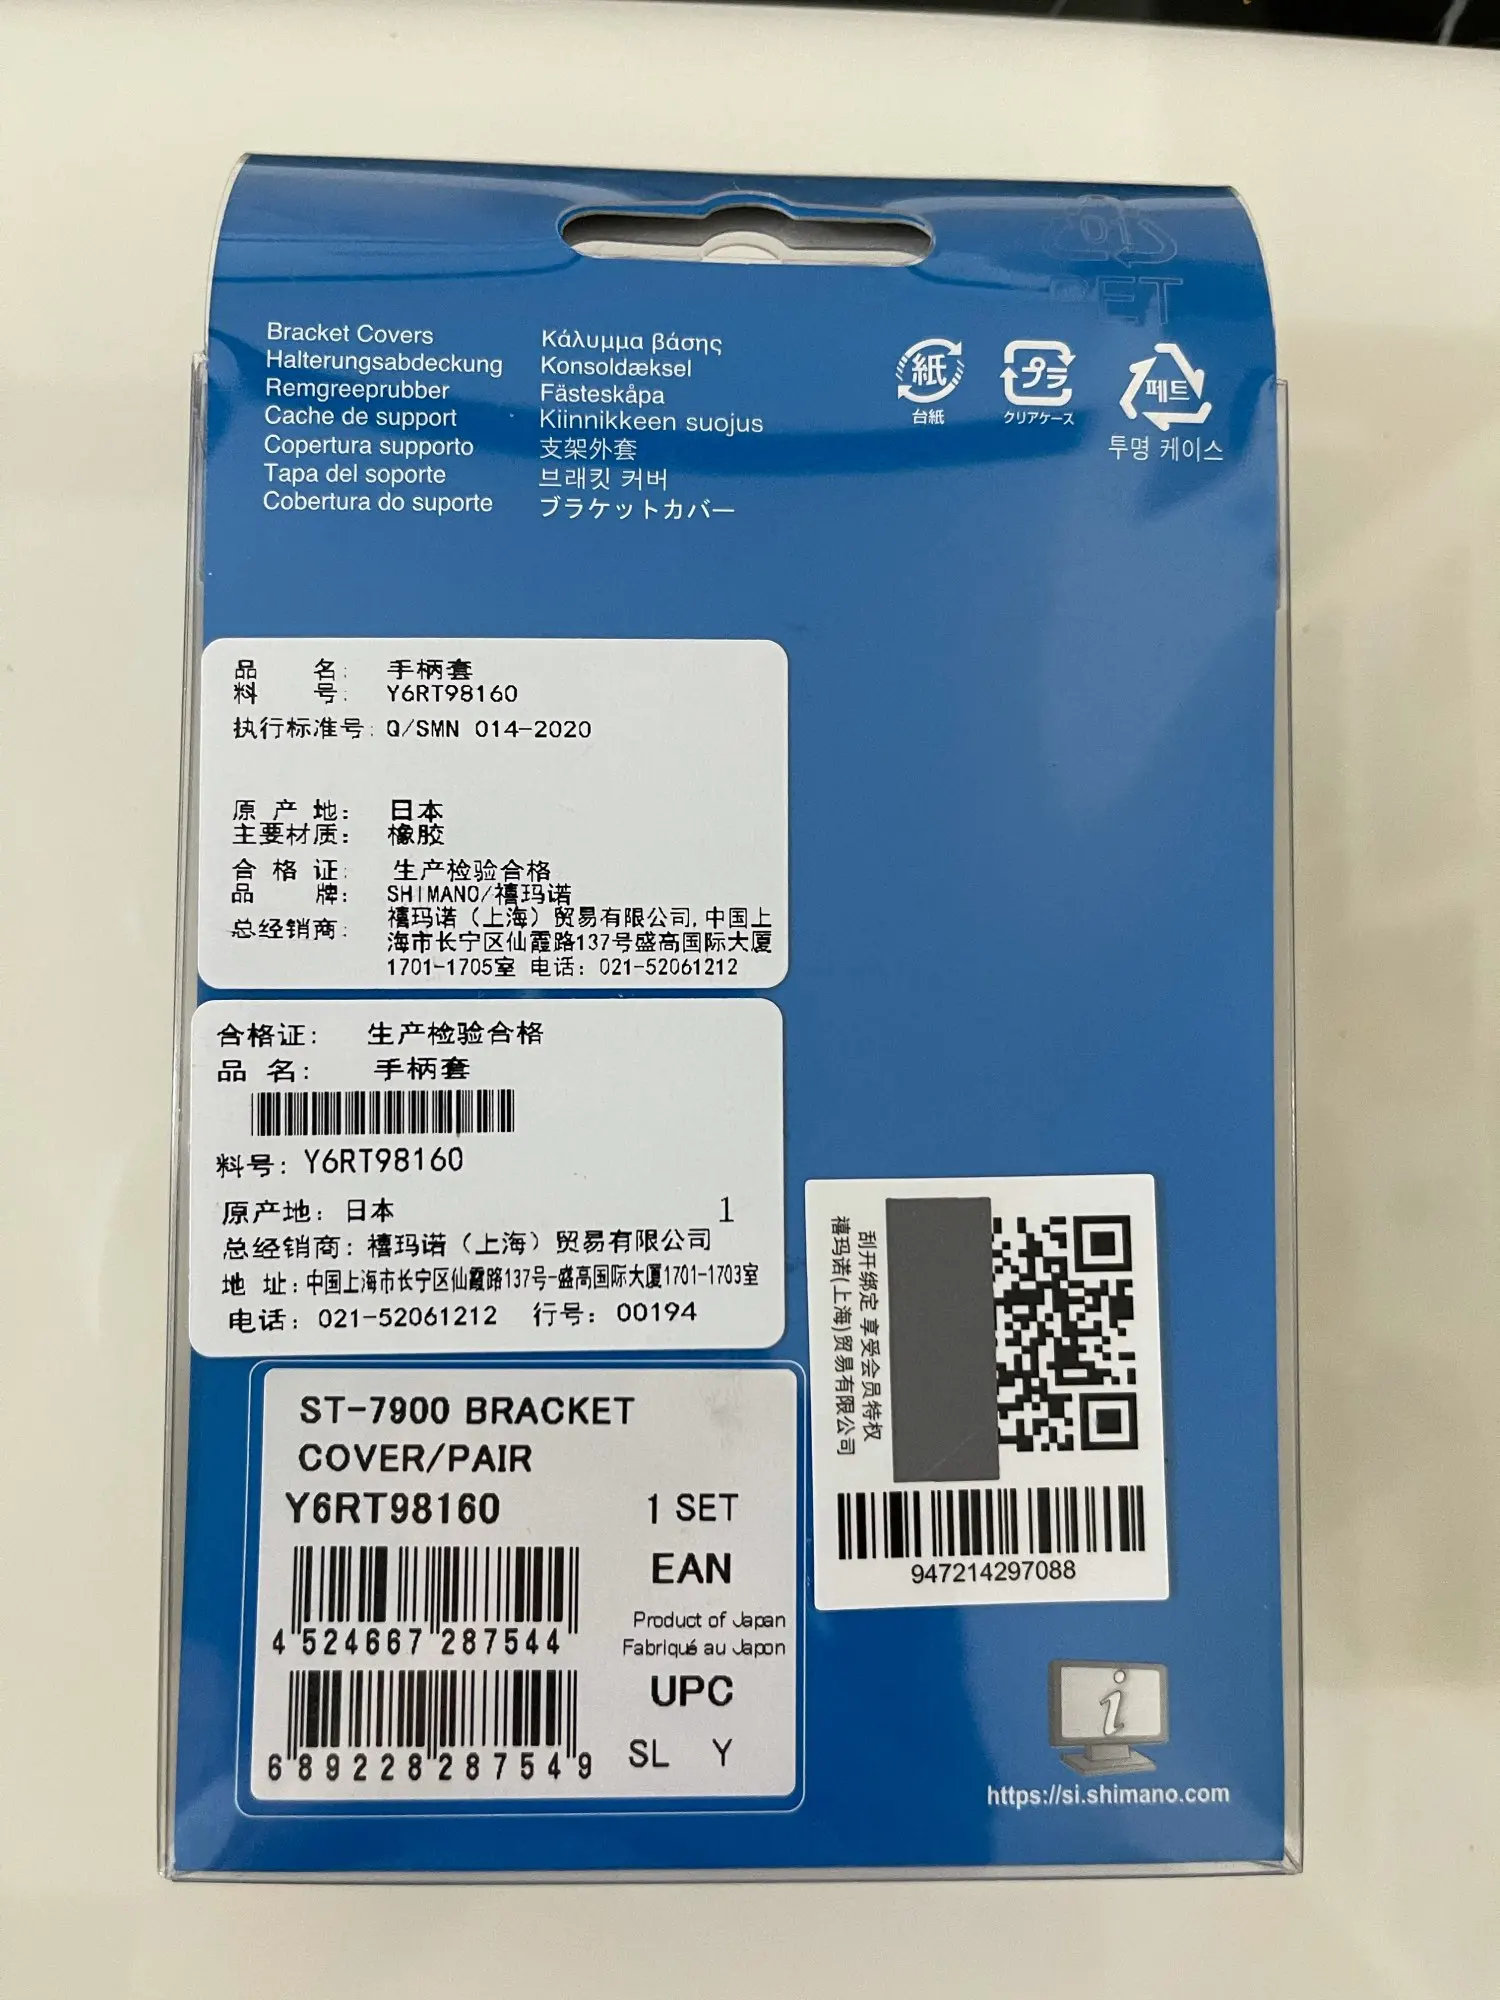 PET
Bracket Covers
Halterungsabdeckung
Remgreeprubber
Cache de support
Copertura supporto
Tapa del soporte
Cobertura do suporte
Κάλυμμα βάσης
Konsoldæksel
Fästeskåpa
Kiinnikkeen suojus
支架外套
브래킷 커버
ブラケットカバー
紙
台紙
プラ
クリアケース
페트
투명 케이스
品 名: 手柄套
料 号: Y6RT98160
执行标准号: Q/SMN 014-2020
原 产 地: 日本
主要材质: 橡胶
合 格 证: 生产检验合格
品 牌: SHIMANO/禧玛诺
总经销商: 禧玛诺（上海）贸易有限公司,中国上
海市长宁区仙霞路137号盛高国际大厦
1701-1705室 电话: 021-52061212
合格证: 生产检验合格
品 名: 手柄套
料号: Y6RT98160
原产地: 日本 1
总经销商: 禧玛诺（上海）贸易有限公司
地 址: 中国上海市长宁区仙霞路137号-盛高国际大厦1701-1703室
电话: 021-52061212 行号: 00194
刮开绑定 享受会员特权
禧玛诺(上海)贸易有限公司
947214297088
ST-7900 BRACKET
COVER/PAIR
Y6RT98160 1 SET
EAN
4 524667 287544
Product of Japan
Fabriqué au Japon
UPC
6 89228 28754 9
SL Y
i
https://si.shimano.com